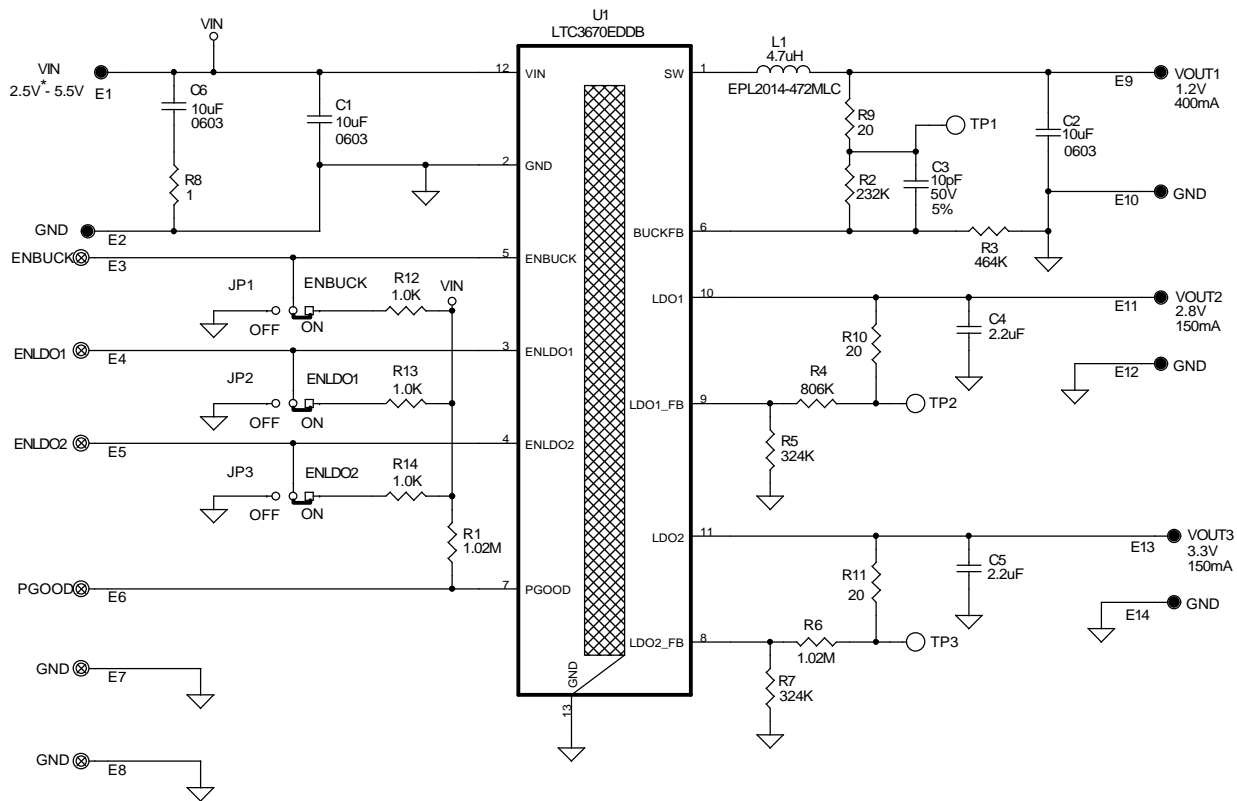 U1
LTC3670EDDB
VIN
VIN
2.5V*- 5.5V
E1
C6
10uF
0603
C1
10uF
0603
R8
1
GND
E2
12
VIN
2
GND
SW
1
L1
4.7uH
EPL2014-472MLC
E9
VOUT1
1.2V
400mA
R9
20
TP1
C2
10uF
0603
R2
232K
C3
10pF
50V
5%
E10
GND
BUCKFB
6
R3
464K
ENBUCK
E3
5
ENBUCK
JP1
ENBUCK
R12
1.0K
VIN
OFF
ON
LDO1
10
E11
VOUT2
2.8V
150mA
C4
2.2uF
R10
20
ENLDO1
E4
3
ENLDO1
JP2
ENLDO1
R13
1.0K
OFF
ON
E12
GND
R4
806K
LDO1_FB
9
TP2
R5
324K
ENLDO2
E5
4
ENLDO2
JP3
ENLDO2
R14
1.0K
OFF
ON
R1
1.02M
LDO2
11
E13
VOUT3
3.3V
150mA
C5
2.2uF
R11
20
PGOOD
E6
7
PGOOD
E14
GND
R6
1.02M
LDO2_FB
8
TP3
R7
324K
GND
E7
GND
13
GND
E8